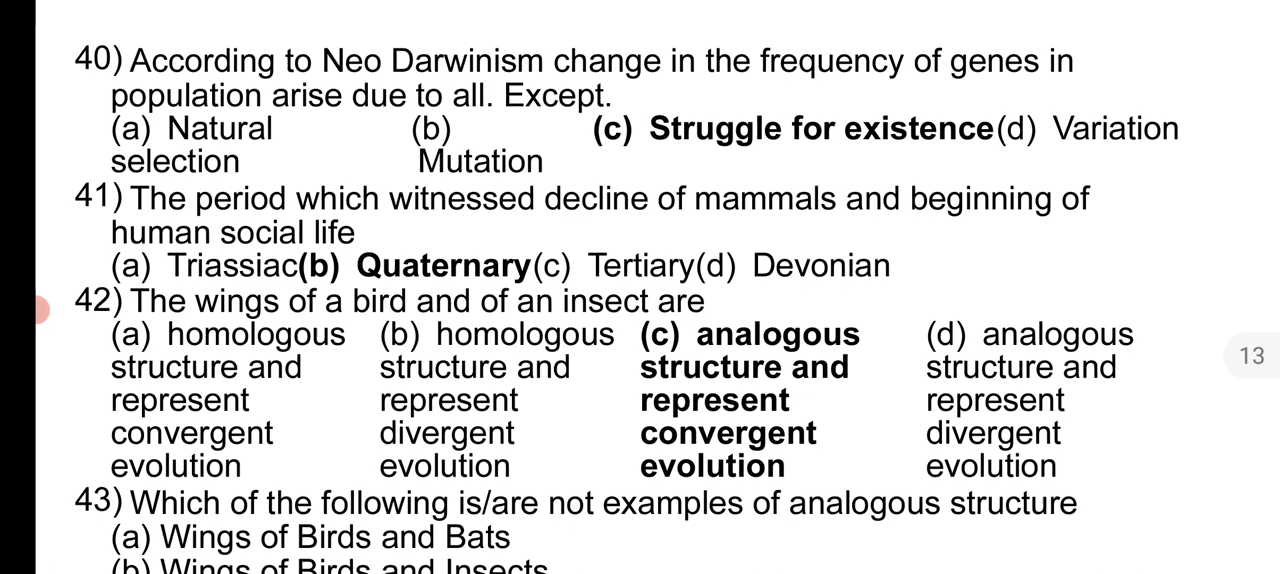 40) According to Neo Darwinism change in the frequency of genes in
population arise due to all. Except.
(a) Natural (b) (c) Struggle for existence(d) Variation
selection Mutation
41) The period which witnessed decline of mammals and beginning of
human social life
(a) Triassiac(b) Quaternary(c) Tertiary(d) Devonian
42) The wings of a bird and of an insect are
(a) homologous (b) homologous (c) analogous (d) analogous
structure and structure and structure and structure and
represent represent represent represent
convergent divergent convergent divergent
evolution evolution evolution evolution
43) Which of the following is/are not examples of analogous structure
(a) Wings of Birds and Bats
(b) Wings of Birds and Insects
13